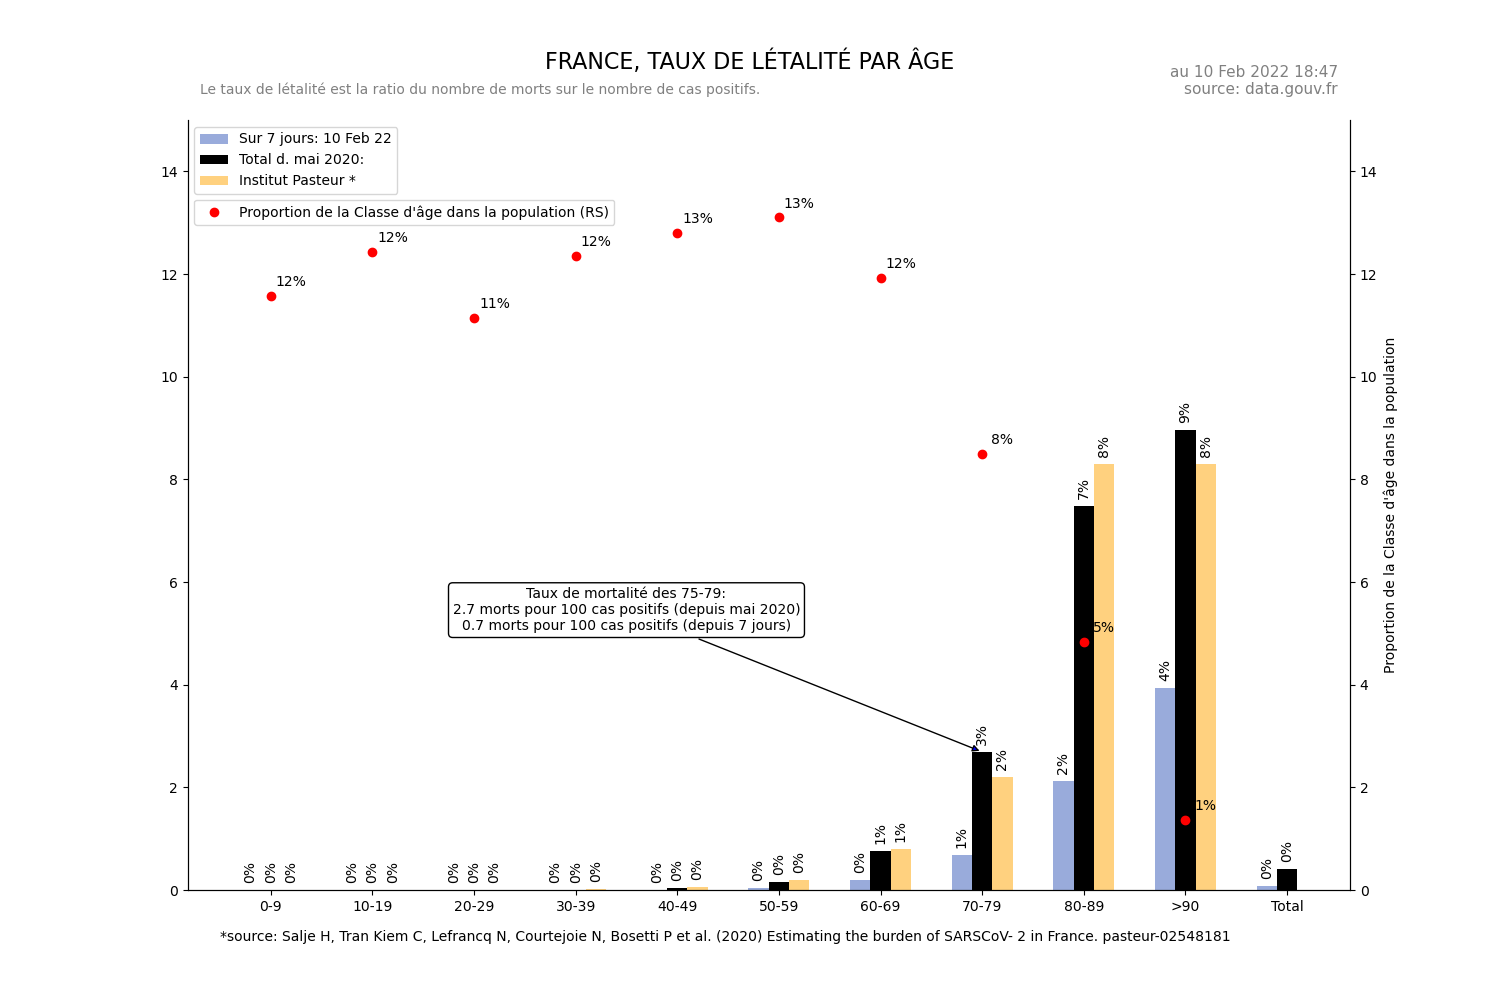 FRANCE, TAUX DE LÉTALITÉ PAR ÂGE
Le taux de létalité est la ratio du nombre de morts sur le nombre de cas positifs.
au 10 Feb 2022 18:47
source: data.gouv.fr
Sur 7 jours: 10 Feb 22
Total d. mai 2020:
Institut Pasteur *
Proportion de la Classe d'âge dans la population (RS)
14
12
10
8
6
4
2
0
12%
12%
11%
12%
13%
13%
12%
8%
5%
1%
Taux de mortalité des 75-79:
2.7 morts pour 100 cas positifs (depuis mai 2020)
0.7 morts pour 100 cas positifs (depuis 7 jours)
0% 0% 0%
0% 0% 0%
0% 0% 0%
0% 0% 0%
0% 0% 0%
0% 0% 0%
0% 1% 1%
1% 3% 2%
2% 7% 8%
4% 9% 8%
0% 0%
14
12
10
8
6
4
2
0
Proportion de la Classe d'âge dans la population
0-9 10-19 20-29 30-39 40-49 50-59 60-69 70-79 80-89 >90 Total
*source: Salje H, Tran Kiem C, Lefrancq N, Courtejoie N, Bosetti P et al. (2020) Estimating the burden of SARSCoV- 2 in France. pasteur-02548181